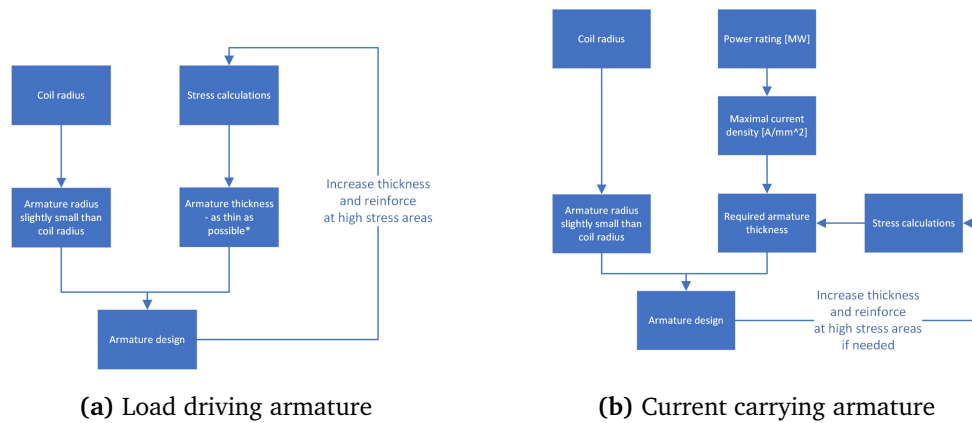 Coil radius
Stress calculations
Armature radius
slightly small than
coil radius
Armature thickness
- as thin as
possible*
Increase thickness
and reinforce
at high stress areas
Armature design
(a) Load driving armature
Coil radius
Power rating [MW]
Maximal current
density [A/mm^2]
Armature radius
slightly small than
coil radius
Required armature
thickness
Stress calculations
Armature design
Increase thickness
and reinforce
at high stress areas
if needed
(b) Current carrying armature